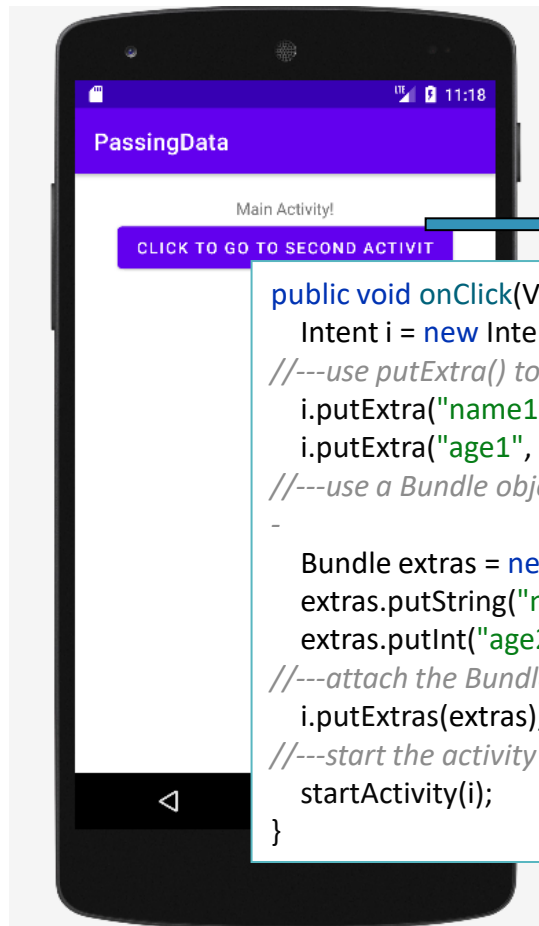 LTE 11:18
PassingData
Main Activity!
CLICK TO GO TO SECOND ACTIVIT
public void onClick(V
Intent i = new Inte
//---use putExtra() to
i.putExtra("name1
i.putExtra("age1",
//---use a Bundle obj
-
Bundle extras = ne
extras.putString("n
extras.putInt("age2
//---attach the Bundl
i.putExtras(extras);
//---start the activity
startActivity(i);
}